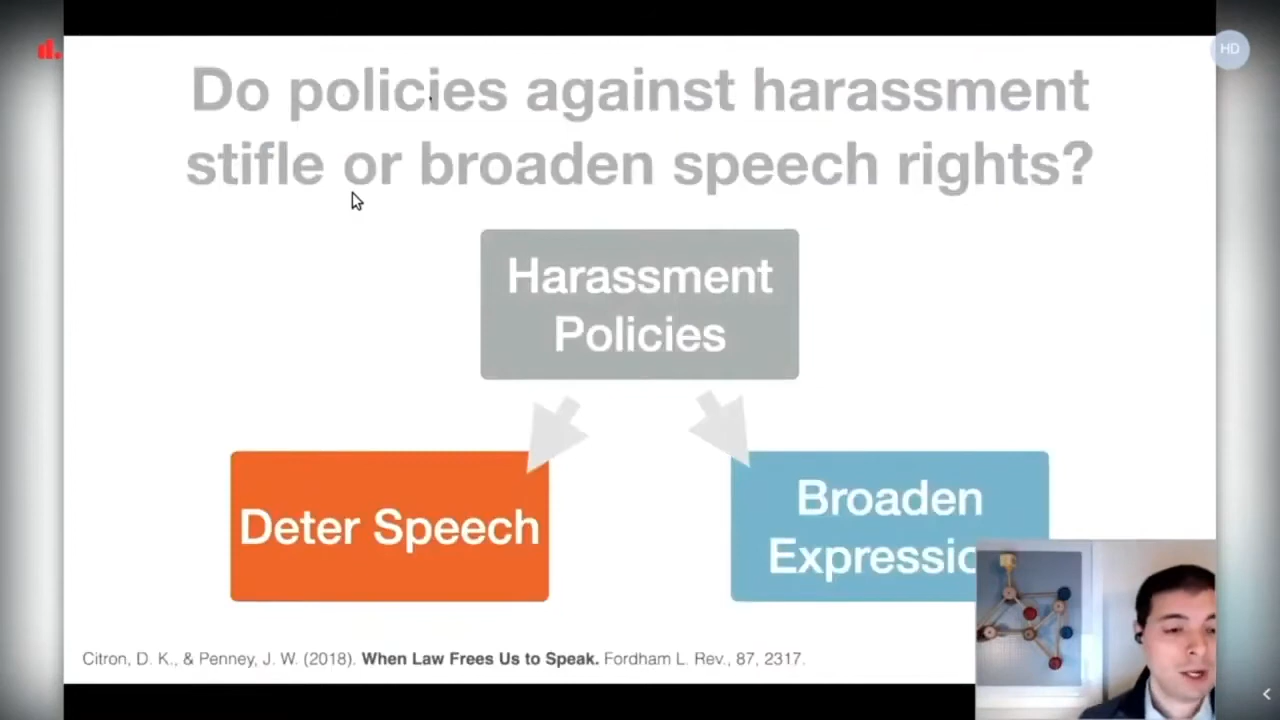 HD
Do policies against harassment
stifle or broaden speech rights?
Harassment
Policies
Deter Speech
Broaden
Expressio
Citron, D. K., & Penney, J. W. (2018). When Law Frees Us to Speak. Fordham L. Rev., 87, 2317.